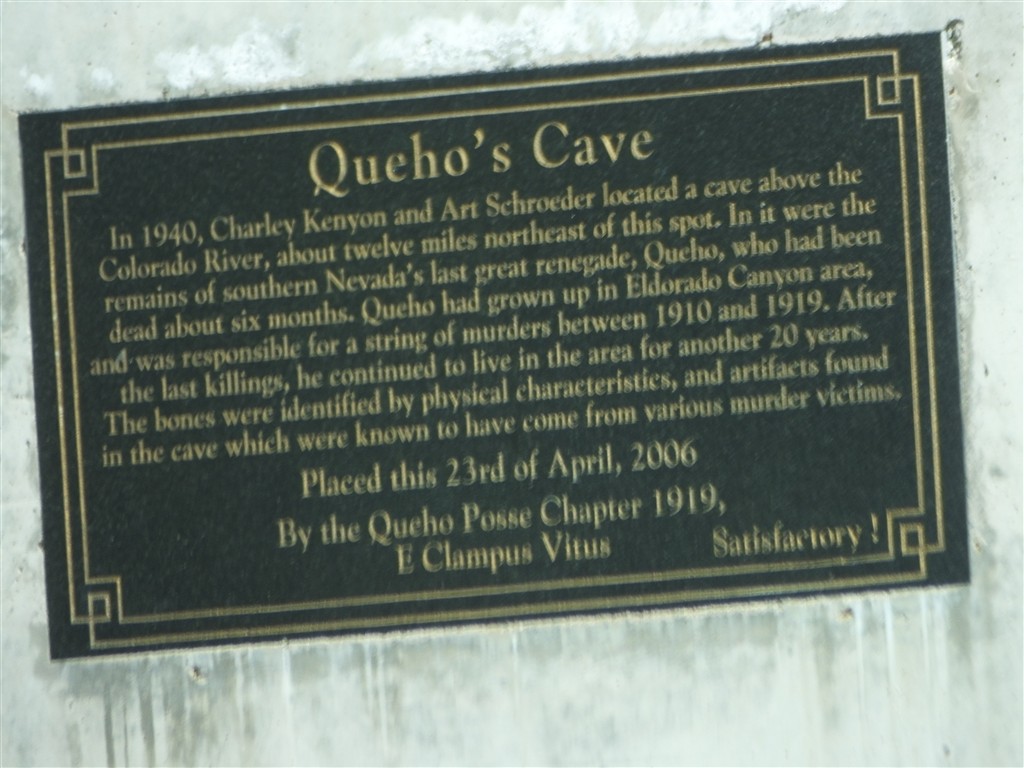 Queho's Cave
In 1940, Charley Kenyon and Art Schroeder located a cave above the
Colorado River, about twelve miles northeast of this spot. In it were the
remains of southern Nevada's last great renegade, Queho, who had been
dead about six months. Queho had grown up in Eldorado Canyon area,
and was responsible for a string of murders between 1910 and 1919. After
the last killings, he continued to live in the area for another 20 years.
The bones were identified by physical characteristics, and artifacts found
in the cave which were known to have come from various murder victims.
Placed this 23rd of April, 2006
By the Queho Posse Chapter 1919,
E Clampus Vitus
Satisfactory !